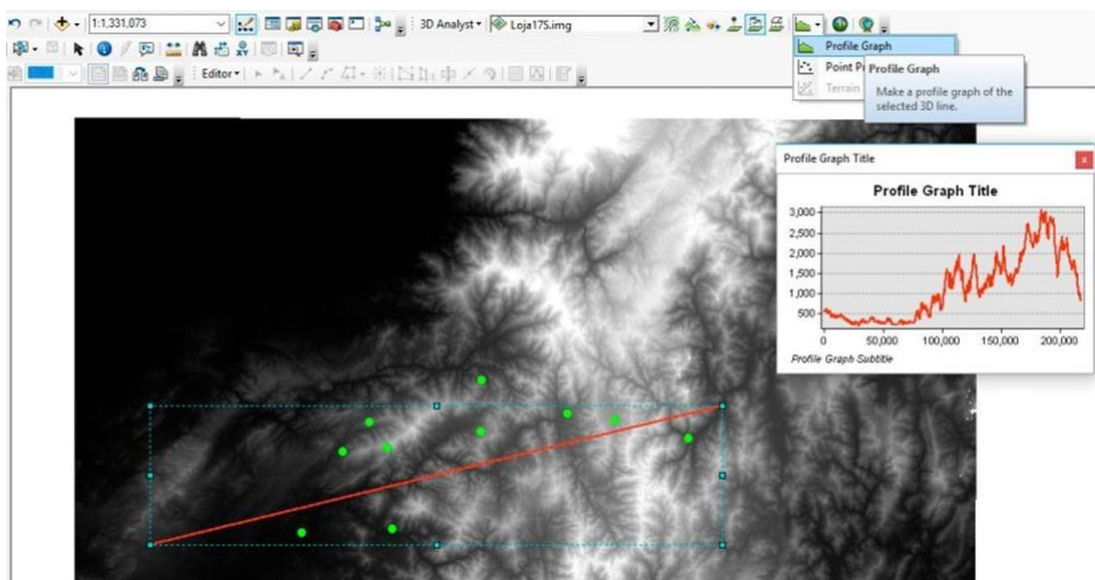 1:1,331,073
3D Analyst
Loja17S.img
Profile Graph
Editor
Profile Graph
Make a profile graph of the
selected 3D line.
Terrain
Profile Graph Title
Profile Graph Title
3,000
2,500
2,000
1,500
1,000
500
0 50,000 100,000 150,000 200,000
Profile Graph Subtitle